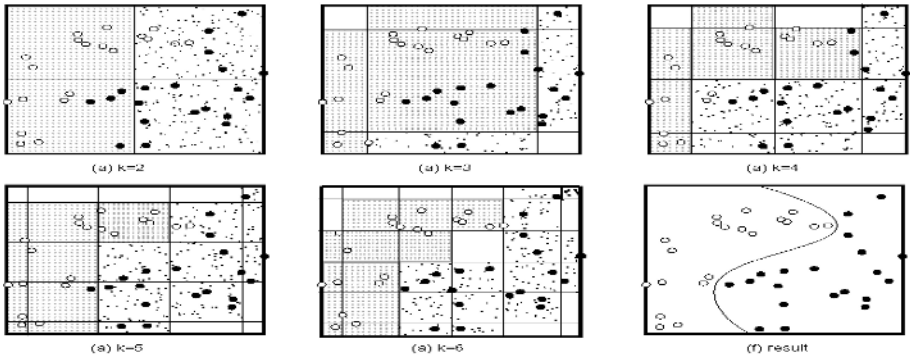 (a) k=2
(a) k=3
(a) k=4
(a) k=5
(a) k=6
(f) result